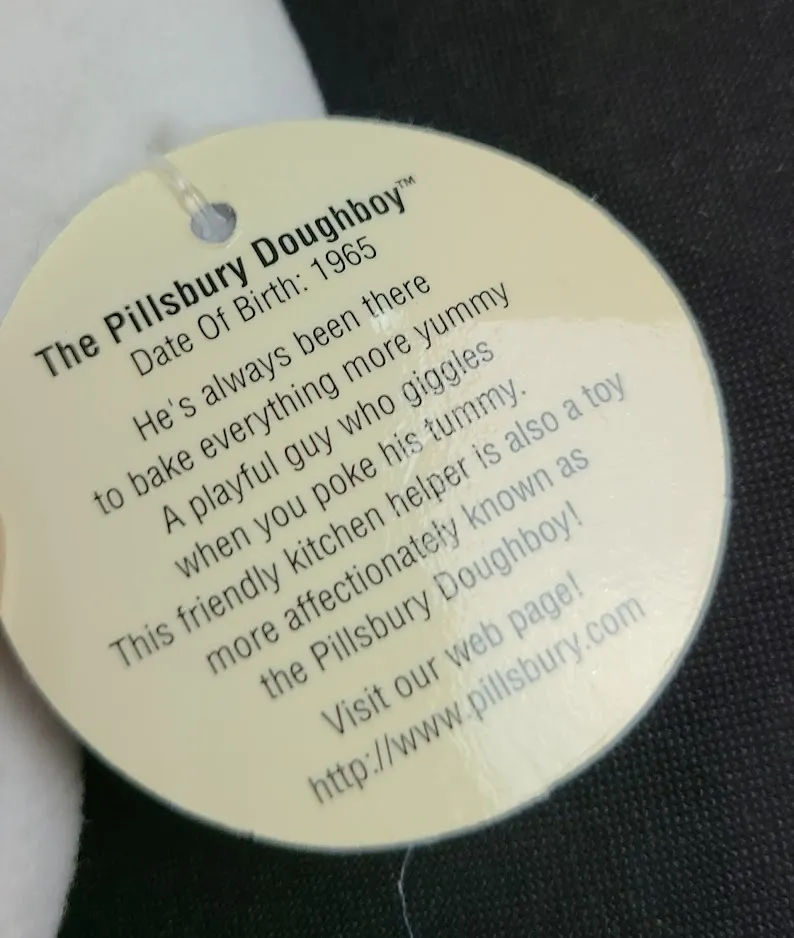 The Pillsbury Doughboy™
Date Of Birth: 1965
He's always been there
to bake everything more yummy
A playful guy who giggles
when you poke his tummy.
This friendly kitchen helper is also a toy
more affectionately known as
the Pillsbury Doughboy!
Visit our web page!
http://www.pillsbury.com